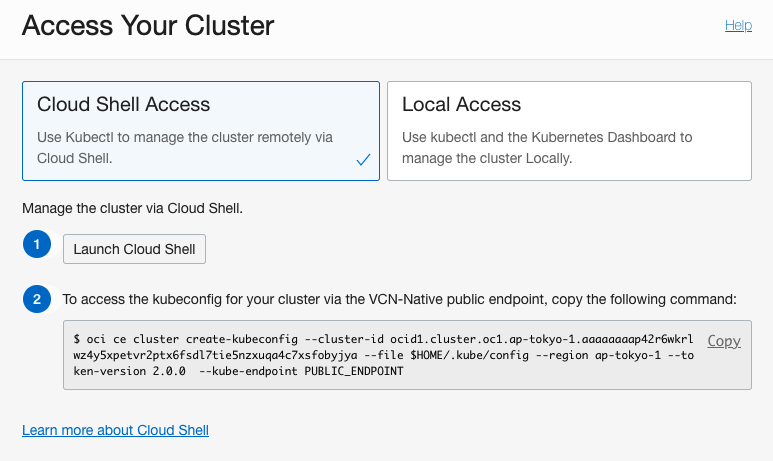 Access Your Cluster
Help
Cloud Shell Access
Use Kubectl to manage the cluster remotely via
Cloud Shell.
Local Access
Use kubectl and the Kubernetes Dashboard to
manage the cluster Locally.
Manage the cluster via Cloud Shell.
1
Launch Cloud Shell
2
To access the kubeconfig for your cluster via the VCN-Native public endpoint, copy the following command:
$ oci ce cluster create-kubeconfig --cluster-id ocid1.cluster.oc1.ap-tokyo-1.aaaaaaaap42r6wkrl
Copy
wz4y5xpetvr2ptx6fsdl7tie5nzxuqa4c7xsfobyjya --file $HOME/.kube/config --region ap-tokyo-1 --to
ken-version 2.0.0  --kube-endpoint PUBLIC_ENDPOINT
Learn more about Cloud Shell